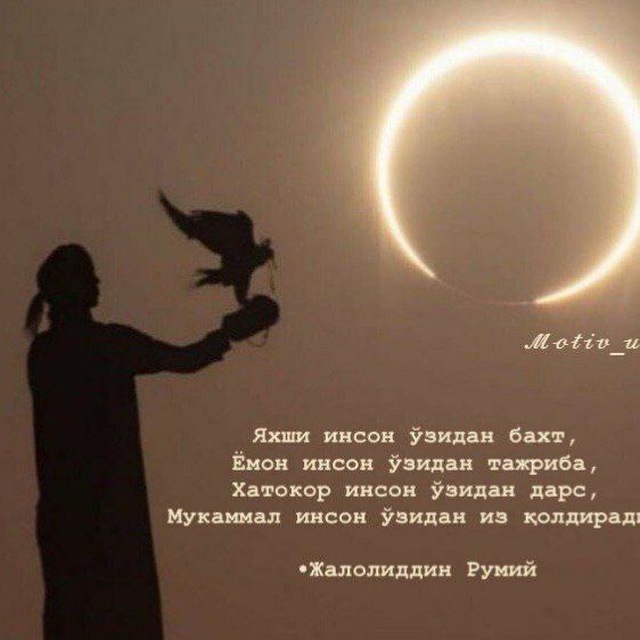 Motiv_u
Яхши инсон ўзидан бахт,
Ёмон инсон ўзидан тажриба,
Хатокор инсон ўзидан дарс,
Мукаммал инсон ўзидан из қолдиради
•Жалолиддин Румий